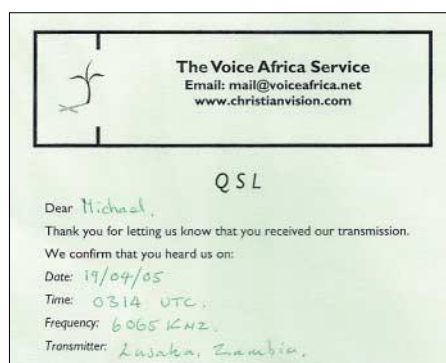 The Voice Africa Service
Email: mail@voiceafrica.net
www.christianvision.com
QSL
Dear Michael,
Thank you for letting us know that you received our transmission.
We confirm that you heard us on:
Date: 19/04/05
Time: 0314 UTC.
Frequency: 6065 KHZ.
Transmitter: Lusaka, Zambia.